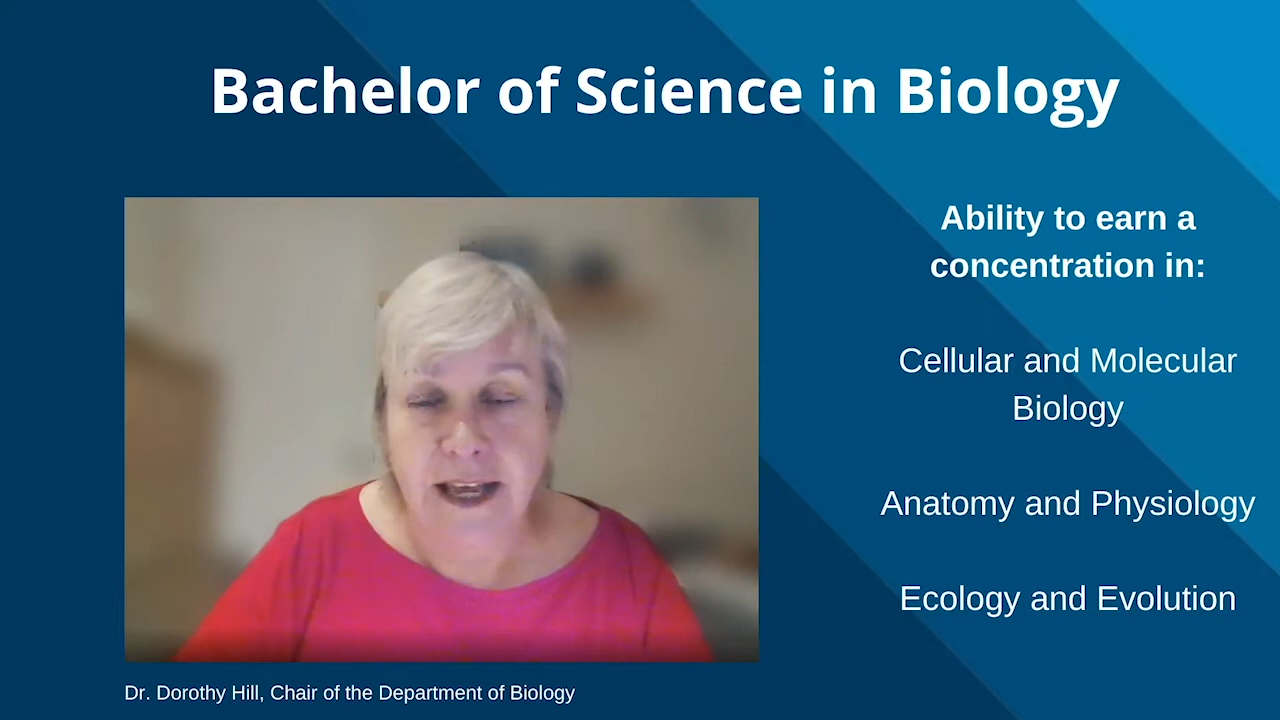 Bachelor of Science in Biology
Ability to earn a
concentration in:
Cellular and Molecular
Biology
Anatomy and Physiology
Ecology and Evolution
Dr. Dorothy Hill, Chair of the Department of Biology